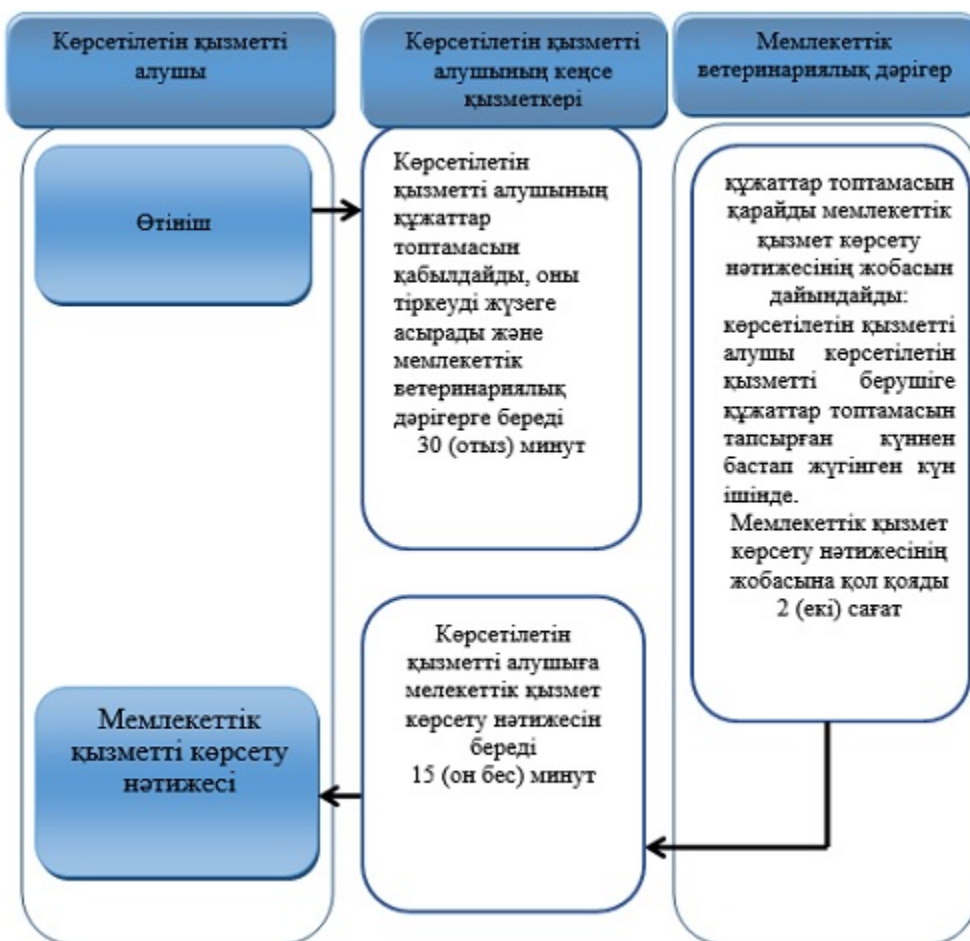 Көрсетілетін қызметті
алушы
Көрсетілетін қызметті
алушының кеңсе
қызметкері
Мемлекеттік
ветеринариялық дәрігер
Өтініш
Көрсетілетін
қызметті алушының
құжаттар
топтамасын
қабылдайды, оны
тіркеуді жүзеге
асырады және
мемлекеттік
ветеринариялық
дәрігерге береді
30 (отыз) минут
құжаттар топтамасын
қарайды мемлекеттік
қызмет көрсету
нәтижесінің жобасын
дайындайды:
көрсетілетін қызметті
алушы көрсетілетін
қызметті берушіге
құжаттар топтамасын
тапсырған күннен
бастап жүгінген күн
ішінде.
Мемлекеттік қызмет
көрсету нәтижесінің
жобасына қол қояды
2 (екі) сағат
Көрсетілетін
қызметті алушыға
мелекеттік қызмет
көрсету нәтижесін
береді
15 (он бес) минут
Мемлекеттік
қызметті көрсету
нәтижесі